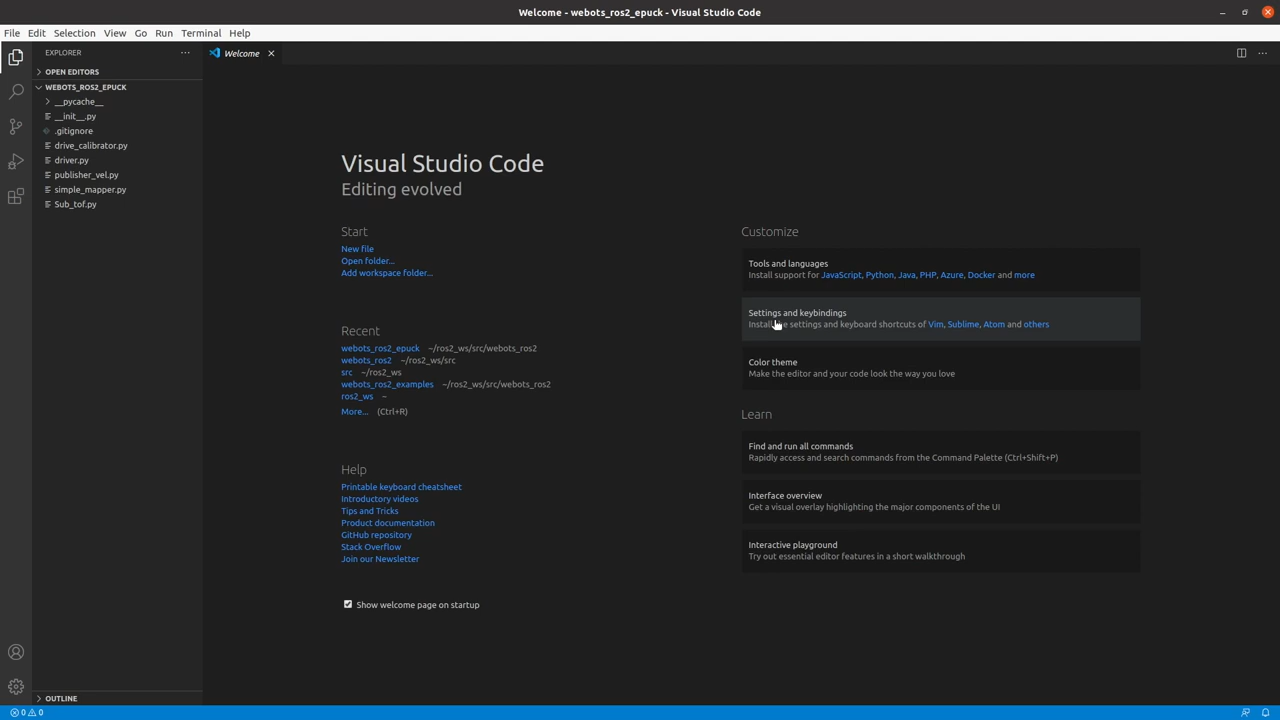 Welcome - webots_ros2_epuck - Visual Studio Code
File Edit Selection View Go Run Terminal Help
EXPLORER
Welcome
OPEN EDITORS
WEBOTS_ROS2_EPUCK
__pycache__
__init__.py
.gitignore
drive_calibrator.py
driver.py
publisher_vel.py
simple_mapper.py
Sub_tof.py
OUTLINE
Visual Studio Code
Editing evolved
Start
New file
Open folder...
Add workspace folder...
Recent
webots_ros2_epuck ~/ros2_ws/src/webots_ros2
webots_ros2 ~/ros2_ws/src
src ~/ros2_ws
webots_ros2_examples ~/ros2_ws/src/webots_ros2
ros2_ws ~
More... (Ctrl+R)
Help
Printable keyboard cheatsheet
Introductory videos
Tips and Tricks
Product documentation
GitHub repository
Stack Overflow
Join our Newsletter
Show welcome page on startup
Customize
Tools and languages
Install support for JavaScript, Python, Java, PHP, Azure, Docker and more
Settings and keybindings
Install the settings and keyboard shortcuts of Vim, Sublime, Atom and others
Color theme
Make the editor and your code look the way you love
Learn
Find and run all commands
Rapidly access and search commands from the Command Palette (Ctrl+Shift+P)
Interface overview
Get a visual overlay highlighting the major components of the UI
Interactive playground
Try out essential editor features in a short walkthrough
0 0